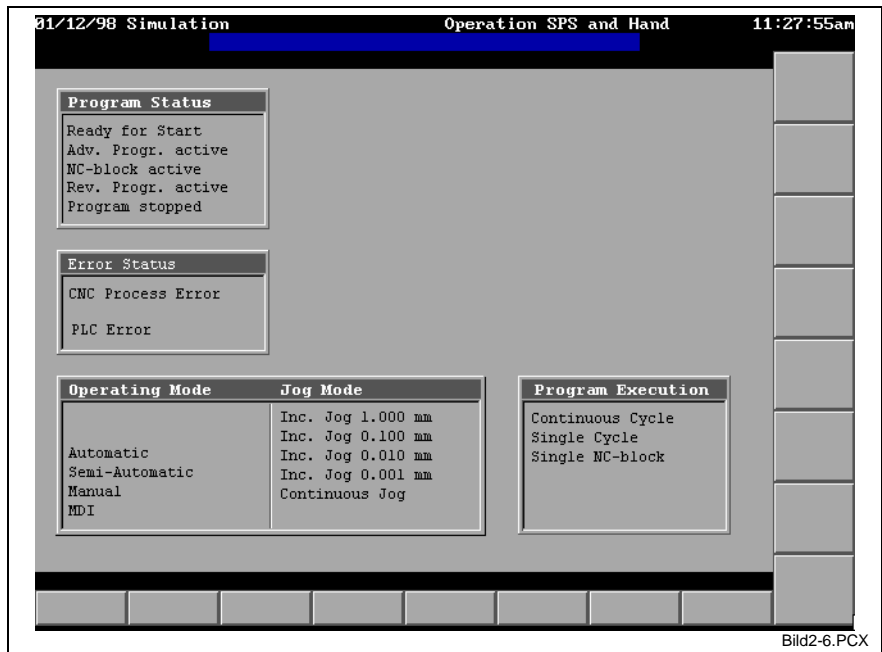 01/12/98 Simulation Operation SPS and Hand 11:27:55am
Program Status
Ready for Start
Adv. Progr. active
NC-block active
Rev. Progr. active
Program stopped
Error Status
CNC Process Error
PLC Error
Operating Mode
Automatic
Semi-Automatic
Manual
MDI
Jog Mode
Inc. Jog 1.000 mm
Inc. Jog 0.100 mm
Inc. Jog 0.010 mm
Inc. Jog 0.001 mm
Continuous Jog
Program Execution
Continuous Cycle
Single Cycle
Single NC-block
Bild2-6.PCX